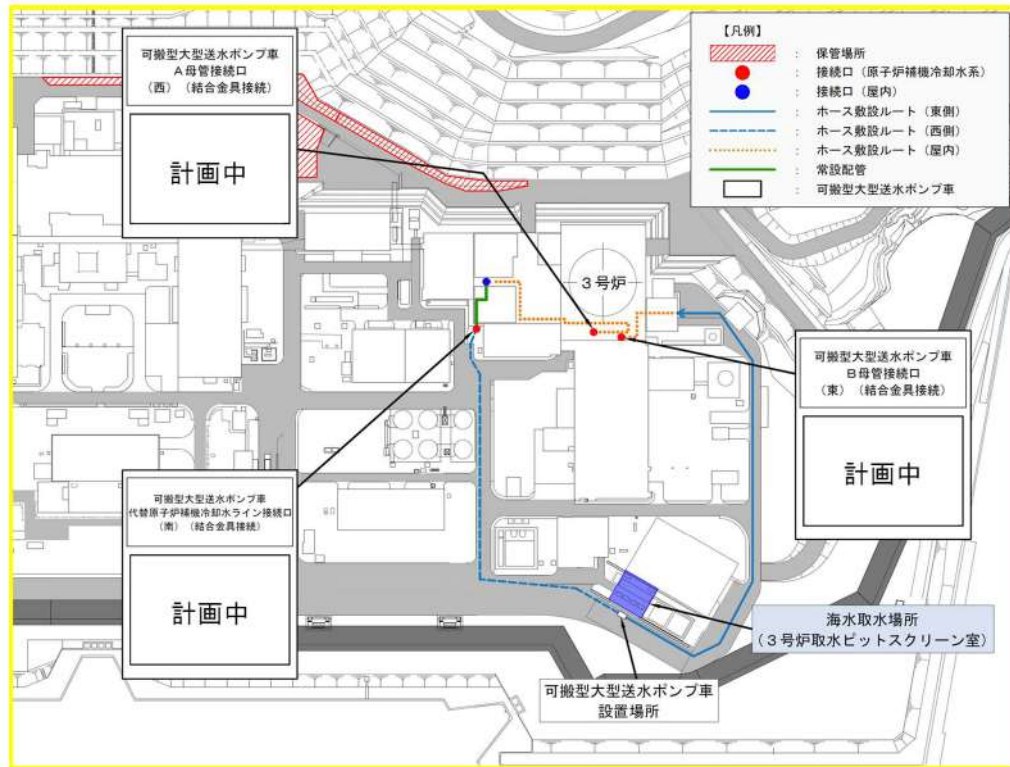 可搬型大型送水ポンプ車
A母管接続口
（西）（結合金具接続）
計画中
【凡例】
： 保管場所
： 接続口（原子炉補機冷却水系）
： 接続口（屋内）
： ホース敷設ルート（東側）
： ホース敷設ルート（西側）
： ホース敷設ルート（屋内）
： 常設配管
： 可搬型大型送水ポンプ車
３号炉
可搬型大型送水ポンプ車
B母管接続口
（東）（結合金具接続）
計画中
可搬型大型送水ポンプ車
代替原子炉補機冷却水ライン接続口
（南）（結合金具接続）
計画中
海水取水場所
（３号炉取水ピットスクリーン室）
可搬型大型送水ポンプ車
設置場所